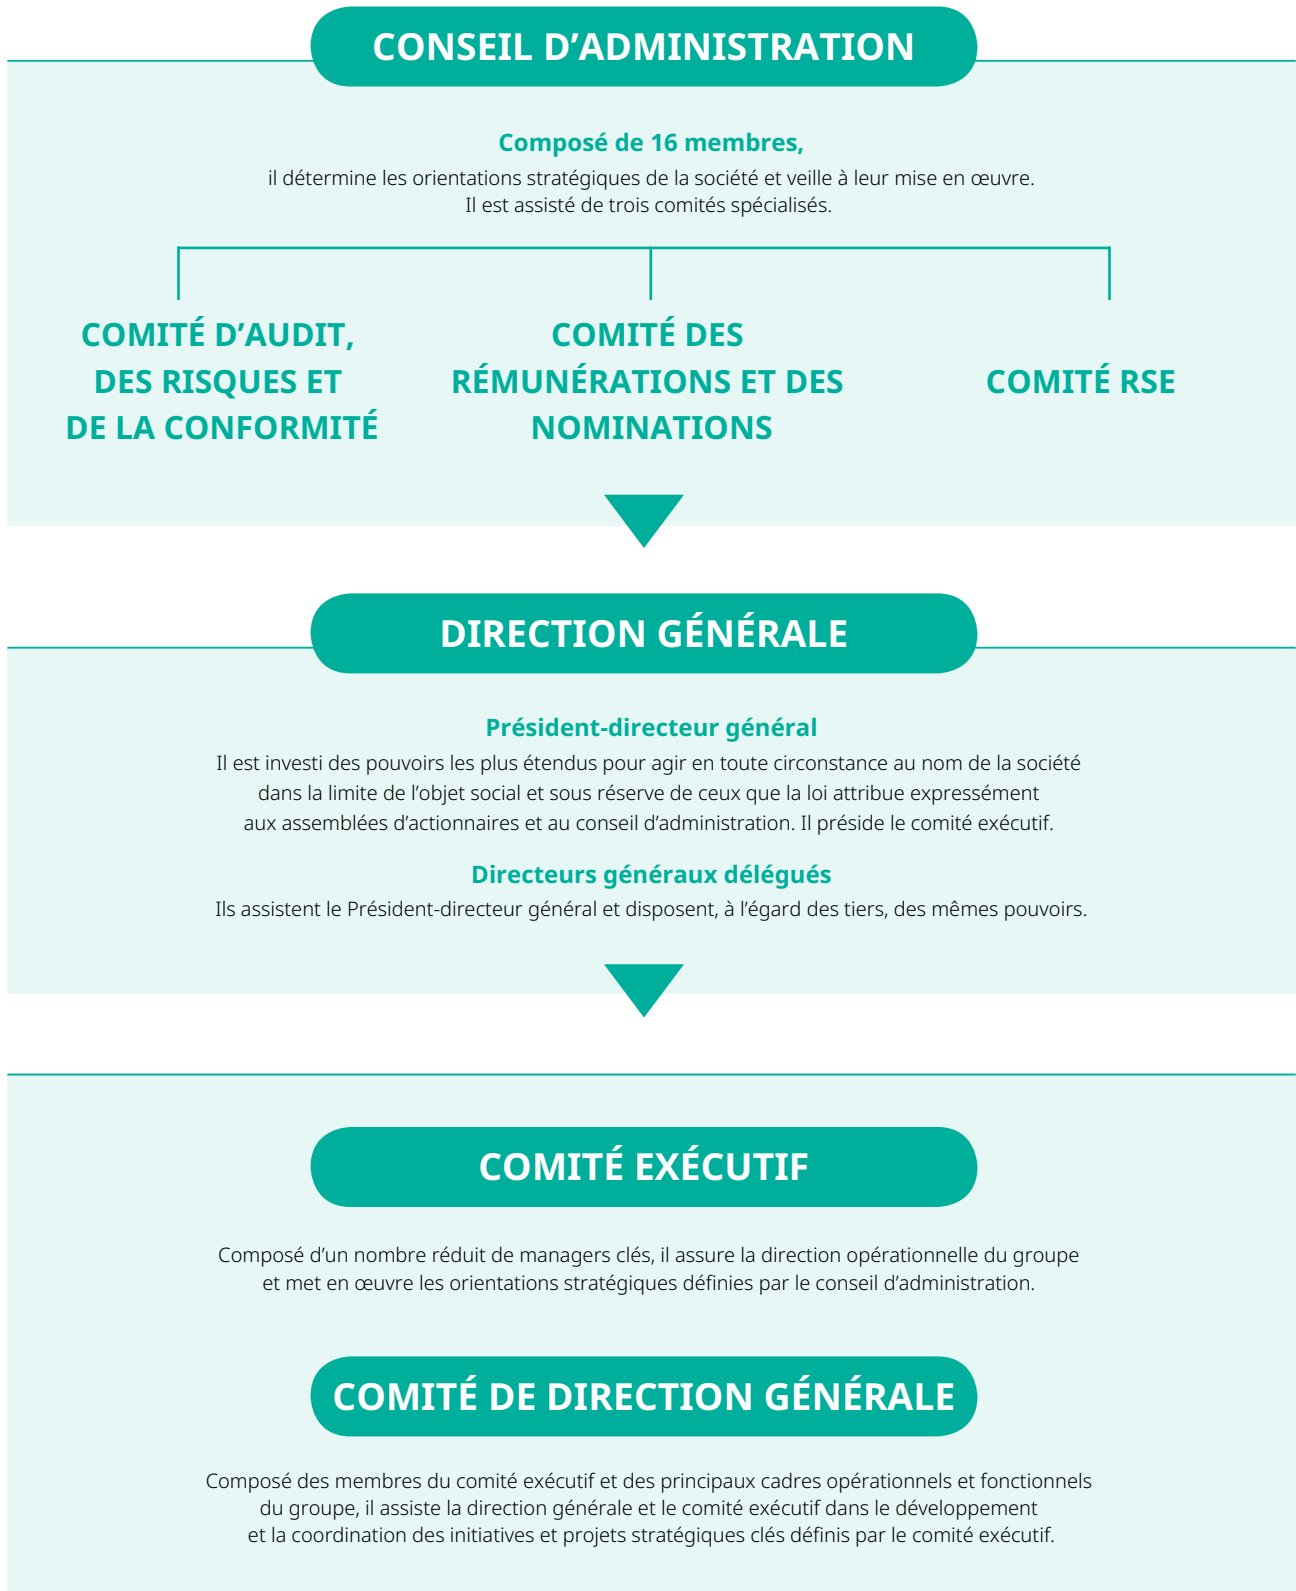 CONSEIL D’ADMINISTRATION
Composé de 16 membres,
il détermine les orientations stratégiques de la société et veille à leur mise en œuvre.
Il est assisté de trois comités spécialisés.
COMITÉ D’AUDIT,
DES RISQUES ET
DE LA CONFORMITÉ
COMITÉ DES
RÉMUNÉRATIONS ET DES
NOMINATIONS
COMITÉ RSE
DIRECTION GÉNÉRALE
Président-directeur général
Il est investi des pouvoirs les plus étendus pour agir en toute circonstance au nom de la société
dans la limite de l’objet social et sous réserve de ceux que la loi attribue expressément
aux assemblées d’actionnaires et au conseil d’administration. Il préside le comité exécutif.
Directeurs généraux délégués
Ils assistent le Président-directeur général et disposent, à l’égard des tiers, des mêmes pouvoirs.
COMITÉ EXÉCUTIF
Composé d’un nombre réduit de managers clés, il assure la direction opérationnelle du groupe
et met en œuvre les orientations stratégiques définies par le conseil d’administration.
COMITÉ DE DIRECTION GÉNÉRALE
Composé des membres du comité exécutif et des principaux cadres opérationnels et fonctionnels
du groupe, il assiste la direction générale et le comité exécutif dans le développement
et la coordination des initiatives et projets stratégiques clés définis par le comité exécutif.